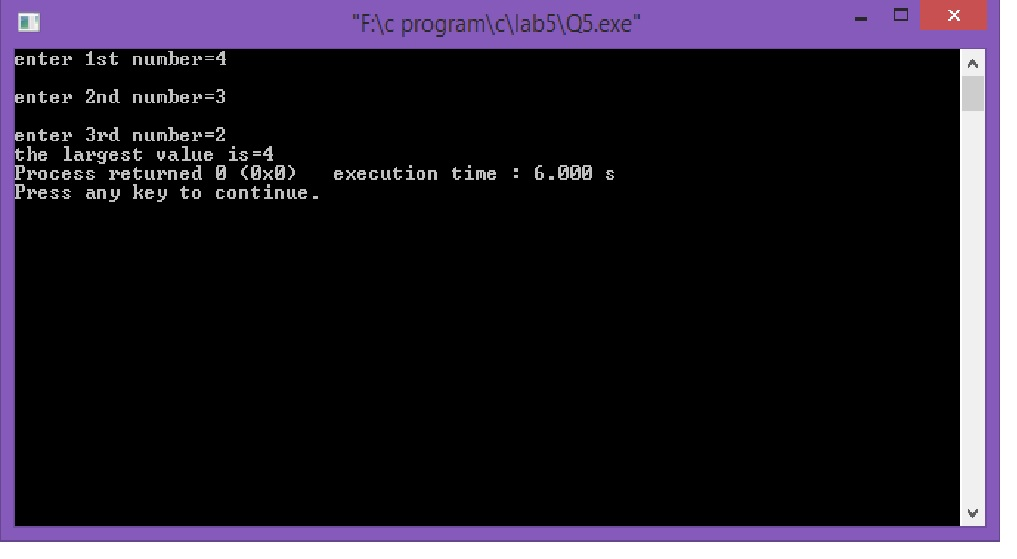 "F:\c program\c\lab5\Q5.exe"
enter 1st number=4
enter 2nd number=3
enter 3rd number=2
the largest value is=4
Process returned 0 (0x0)   execution time : 6.000 s
Press any key to continue.